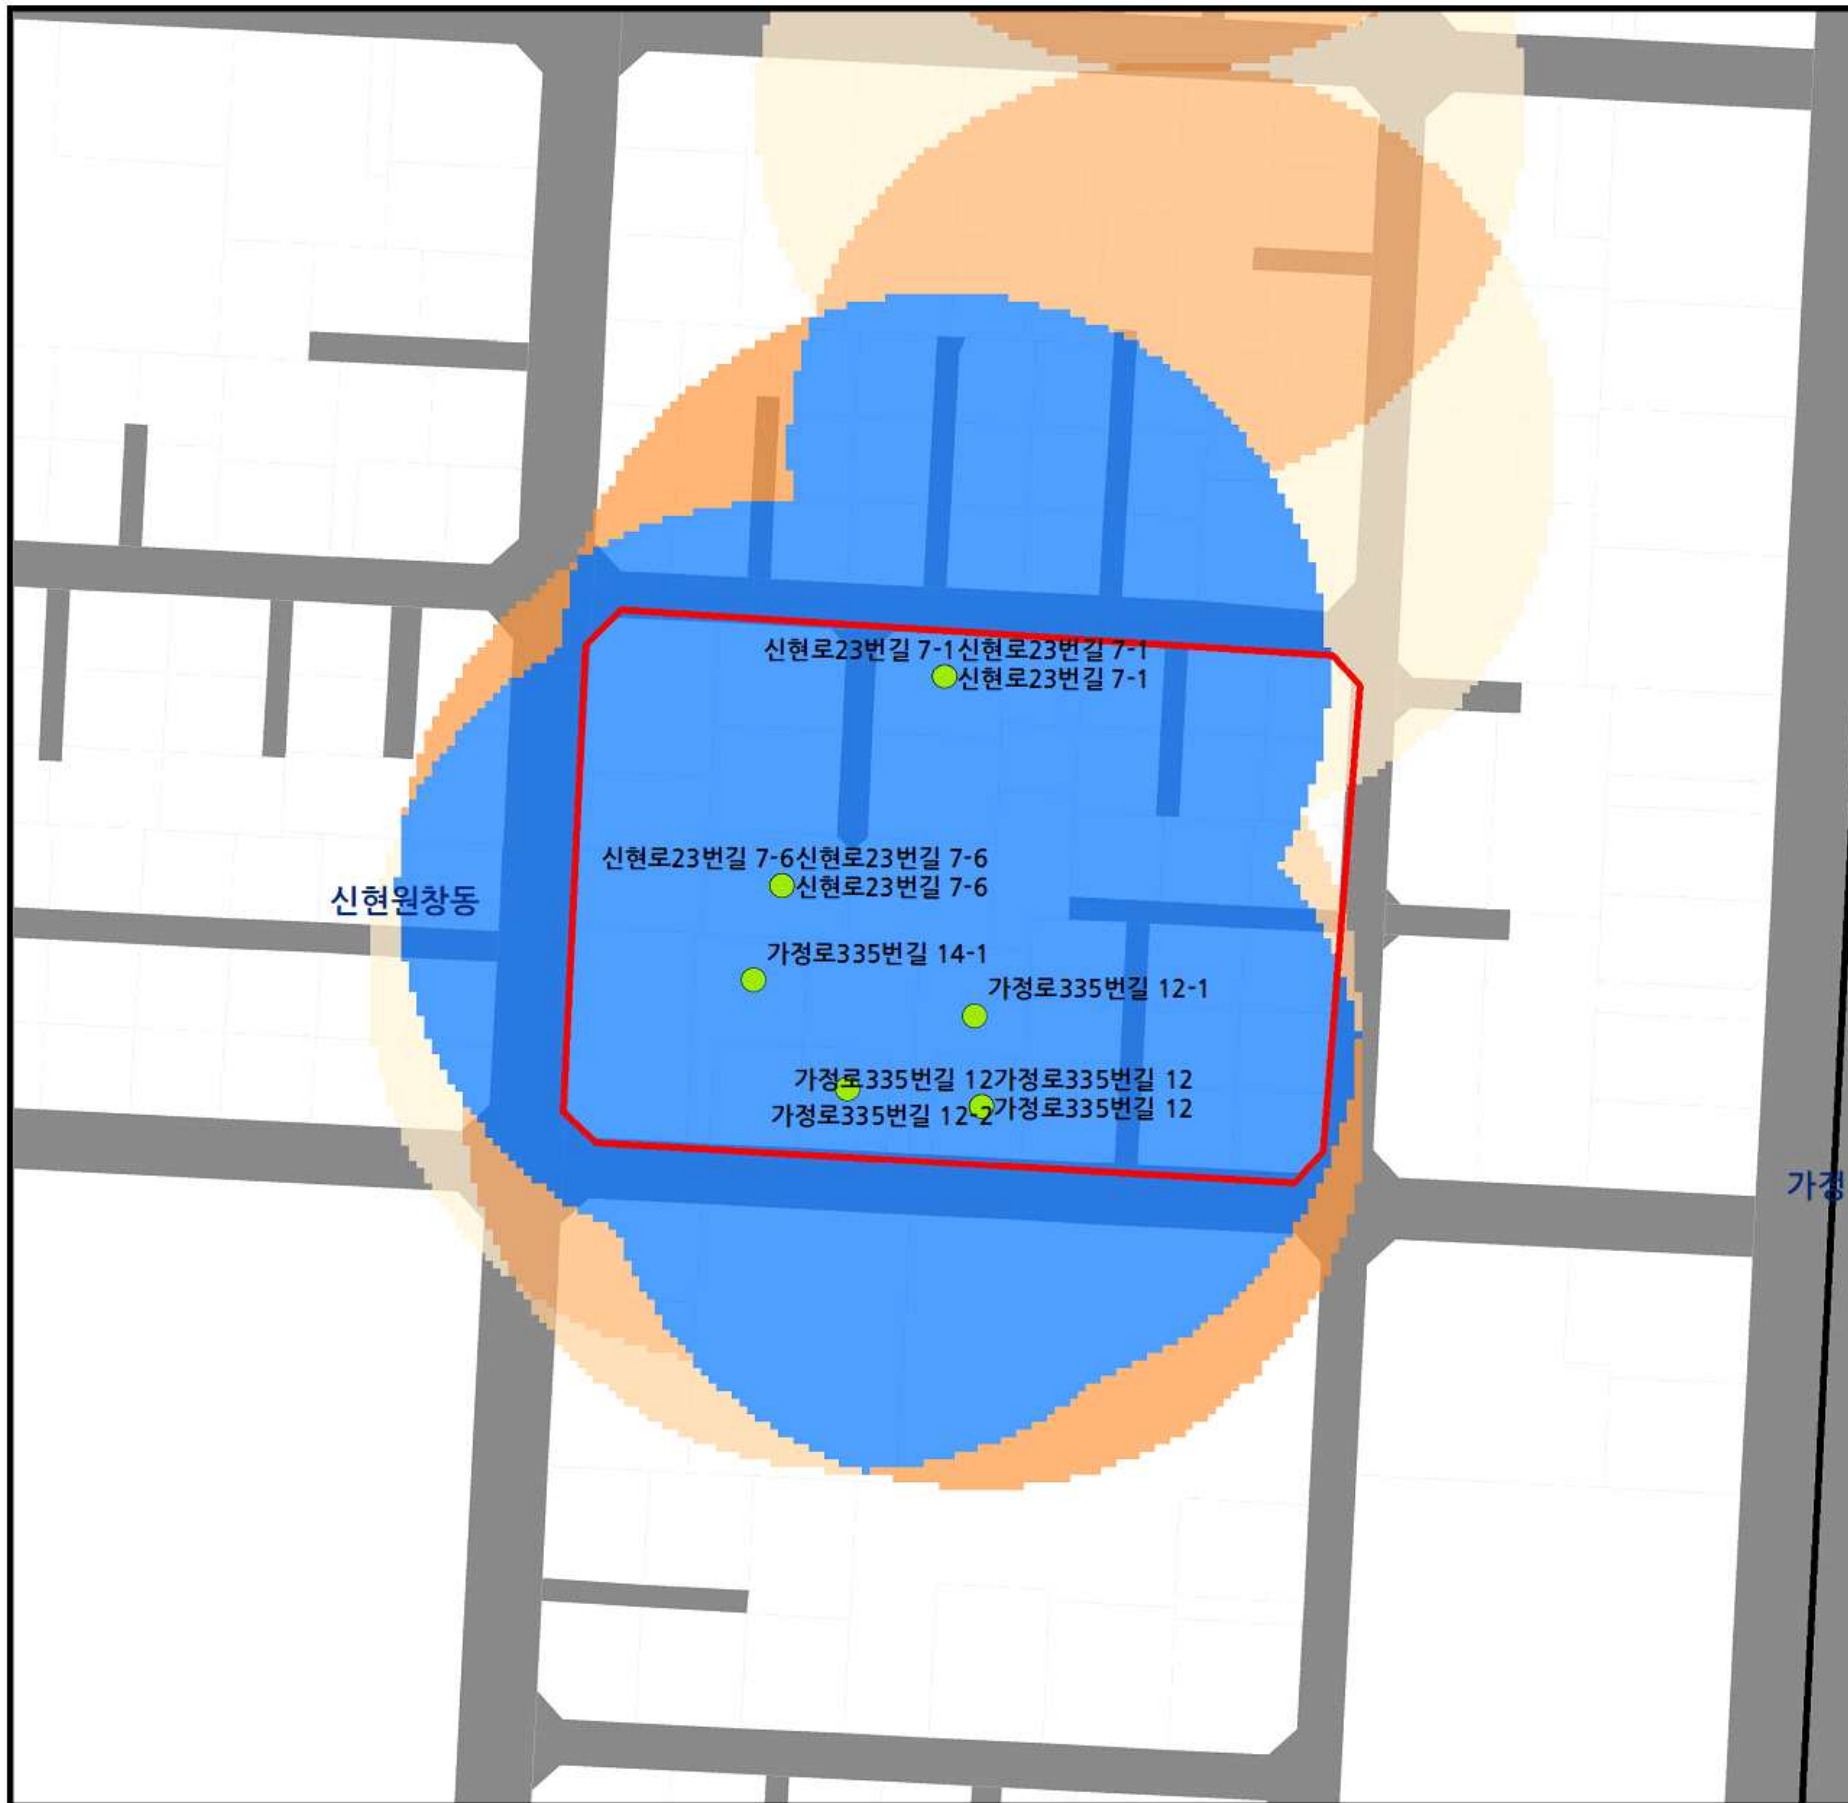 신현로23번길 7-1신현로23번길 7-1
신현로23번길 7-1
신현로23번길 7-6신현로23번길 7-6
신현로23번길 7-6
신현원창동
가정로335번길 14-1
가정로335번길 12-1
가정로335번길 12가정로335번길 12
가정로335번길 12-2
가정로335번길 12
가정